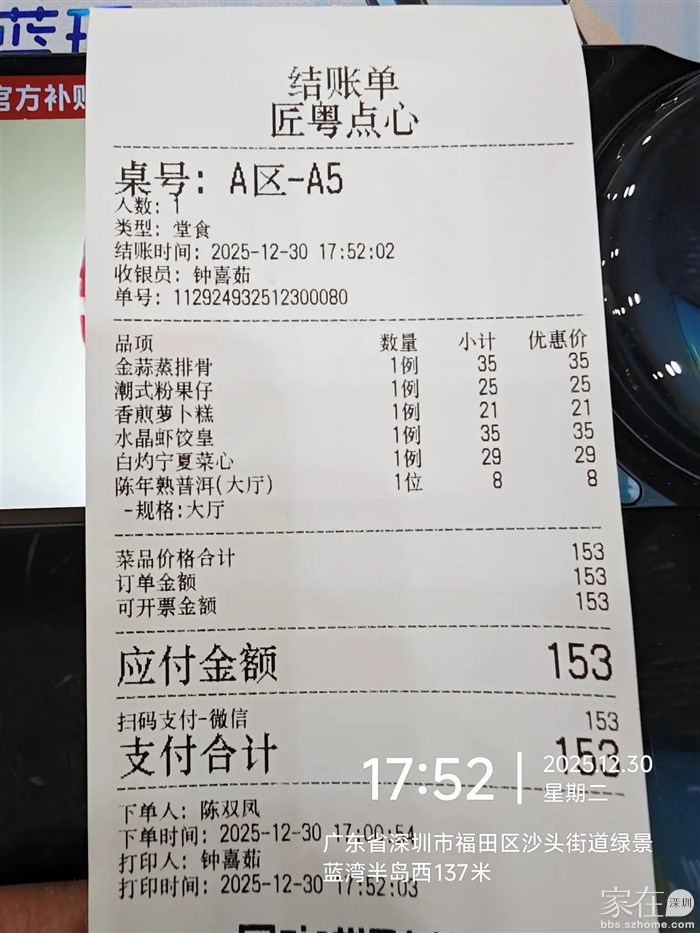 官方补贴
结账单
匠粤点心
桌号: A区-A5
人数: 1
类型: 堂食
结账时间: 2025-12-30 17:52:02
收银员: 钟喜茹
单号: 112924932512300080
品项 数量 小计 优惠价
金蒜蒸排骨 1例 35 35
潮式粉果仔 1例 25 25
香煎萝卜糕 1例 21 21
水晶虾饺皇 1例 35 35
白灼宁夏菜心 1例 29 29
陈年熟普洱(大厅) 1位 8 8
-规格:大厅
菜品价格合计 153
订单金额 153
可开票金额 153
应付金额 153
扫码支付-微信 153
支付合计 153
17:52 2025.12.30
星期二
下单人: 陈双凤
下单时间: 2025-12-30 17:00:54
打印人: 钟喜茹
打印时间: 2025-12-30 17:52:03
广东省深圳市福田区沙头街道绿景
蓝湾半岛西137米
家在深圳
bbs.szhome.com